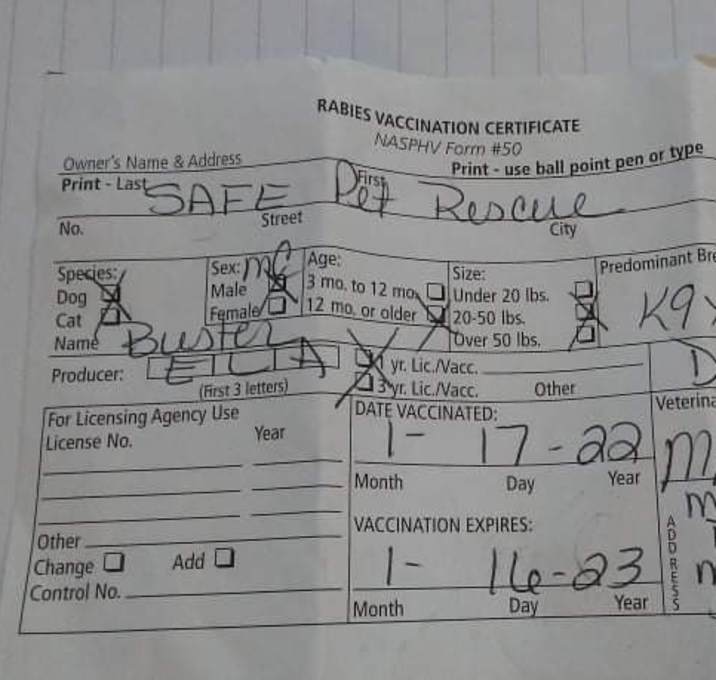 RABIES VACCINATION CERTIFICATE
NASPHV Form #50
Owner's Name & Address
Print - use ball point pen or type
Print - Last SAFE First Pet Rescue
No. Street City
Species: Sex: MC Age: Size: Predominant Bre
Dog Male 3 mo. to 12 mo. Under 20 lbs. K9
Cat Female 12 mo. or older 20-50 lbs.
Name Buster Over 50 lbs.
Producer: E L A 1 yr. Lic./Vacc.
(First 3 letters) 3 yr. Lic./Vacc. Other
For Licensing Agency Use DATE VACCINATED: Veterina
License No. Year 1- 17-22
Month Day Year
VACCINATION EXPIRES:
Other
Change Add 1- 16-23
Control No.
Month Day Year
ADDRESS